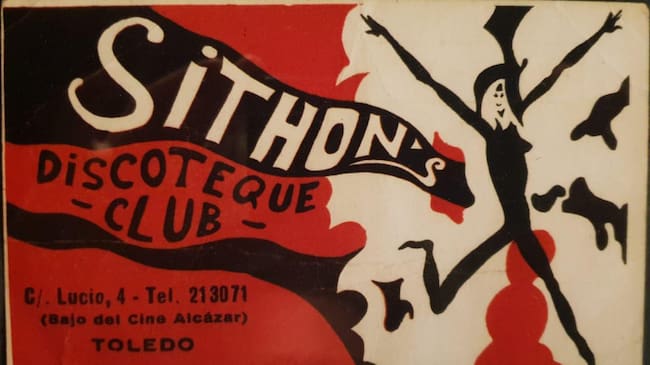 SiTHON'S
DiSCOTEQUE
- CLUB -
C/. Lucio, 4 - Tel. 213071
(Bajo del Cine Alcázar)
TOLEDO